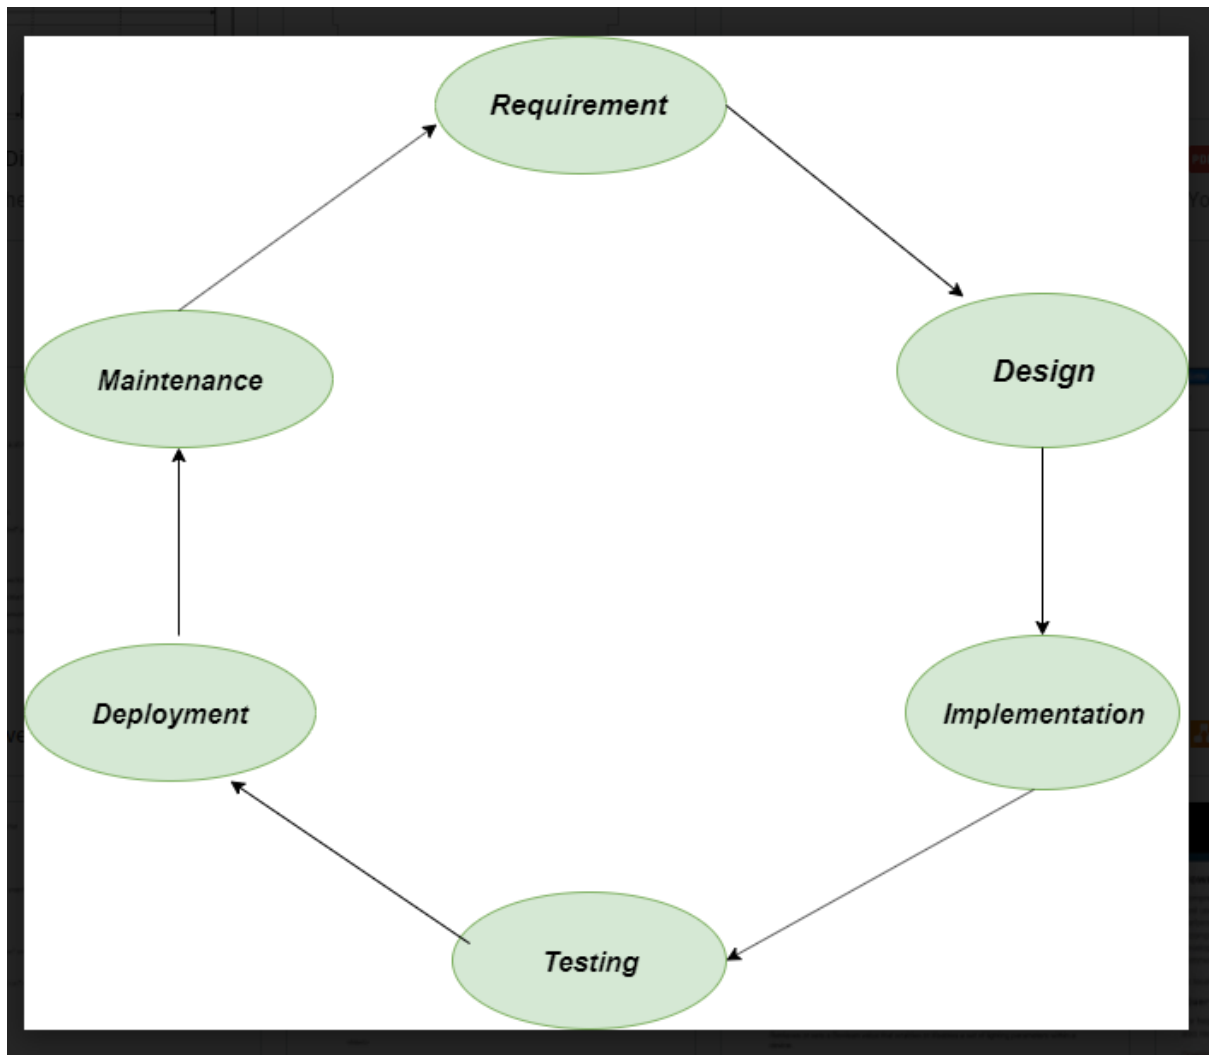 Requirement
Design
Implementation
Testing
Deployment
Maintenance